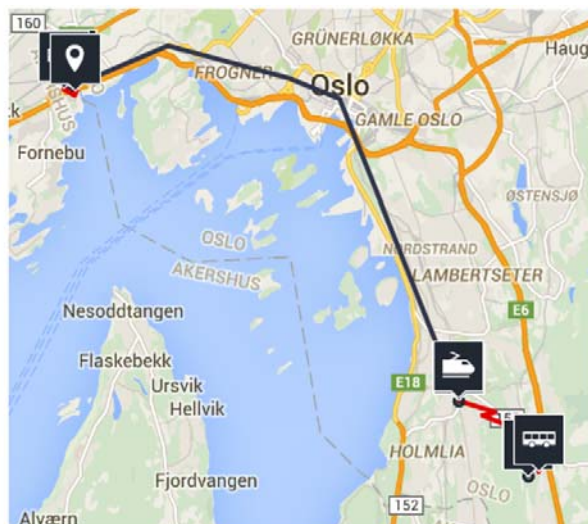 160
GRÜNERLØKKA
Haug
FROGNER
Oslo
GAMLE OSLO
AKERSHUS
Fornebu
ØSTENSJØ
OSLO
AKERSHUS
NORDSTRAND
LAMBERTSETER
Nesoddtangen
E6
Flaskebekk
Ursvik
E18
Hellvik
HOLMLIA
Fjordvangen
OSLO
152
Alværn